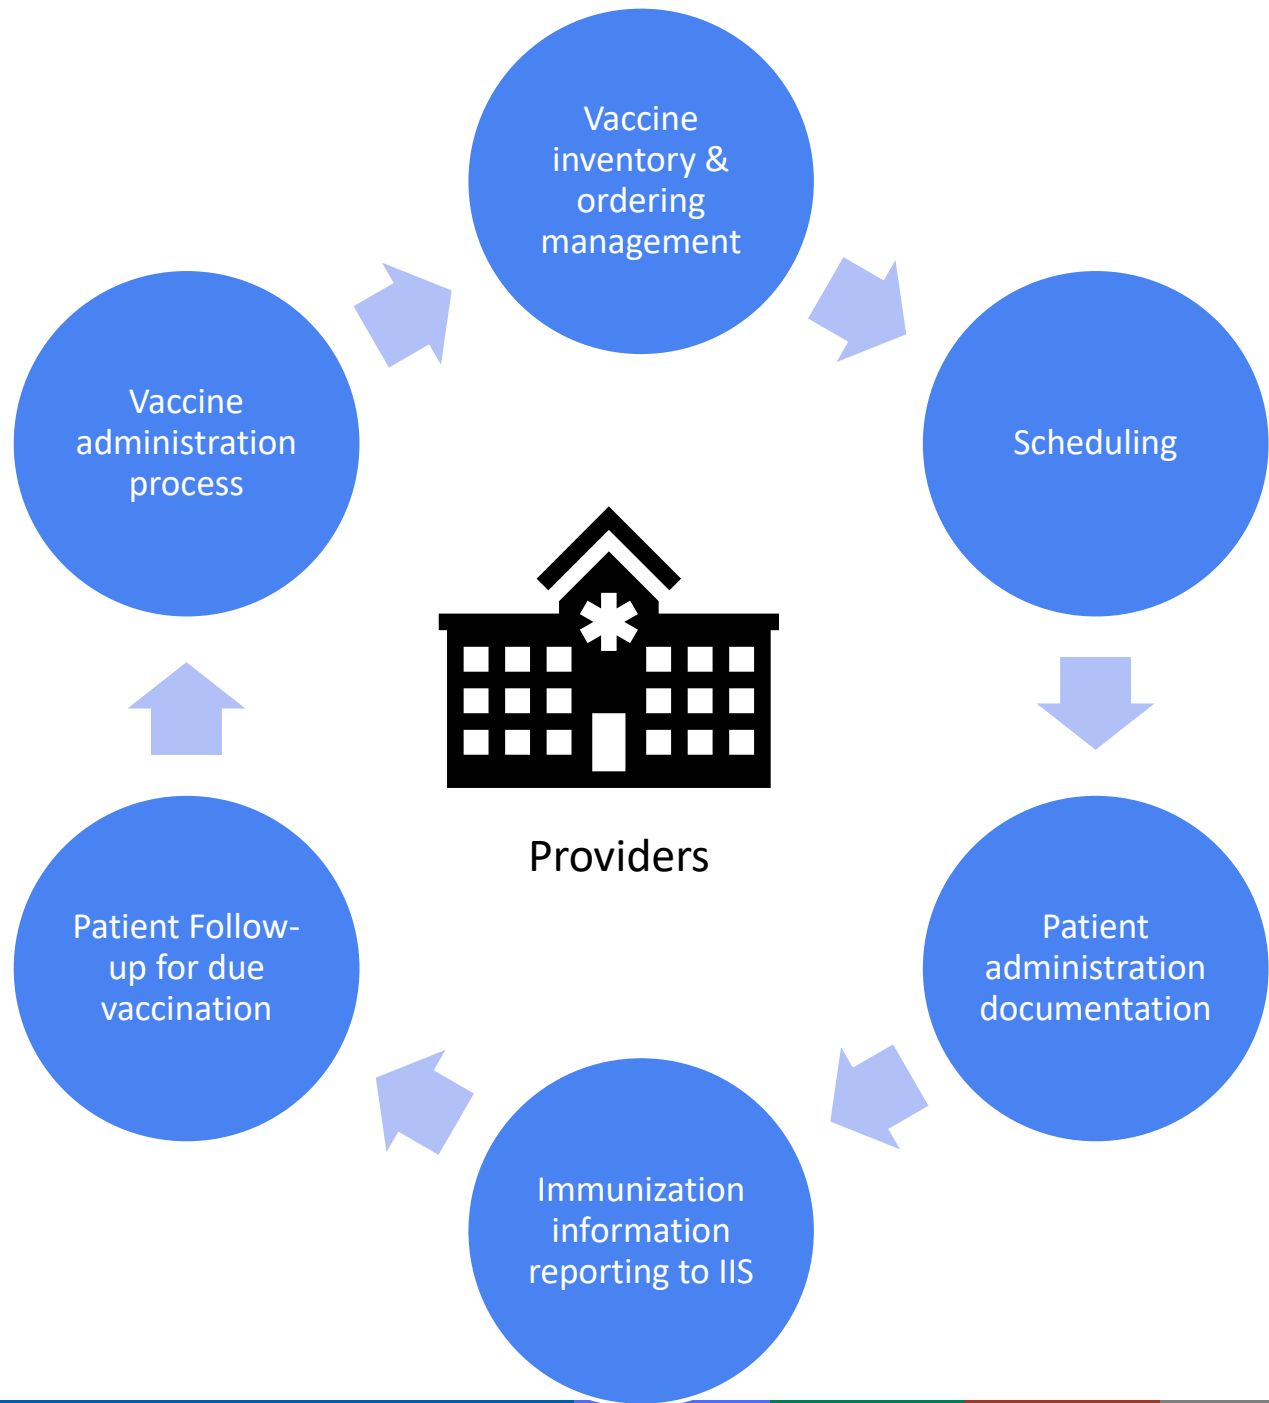 Vaccine
inventory &
ordering
management
Scheduling
Patient
administration
documentation
Immunization
information
reporting to IIS
Patient Follow-
up for due
vaccination
Vaccine
administration
process
Providers